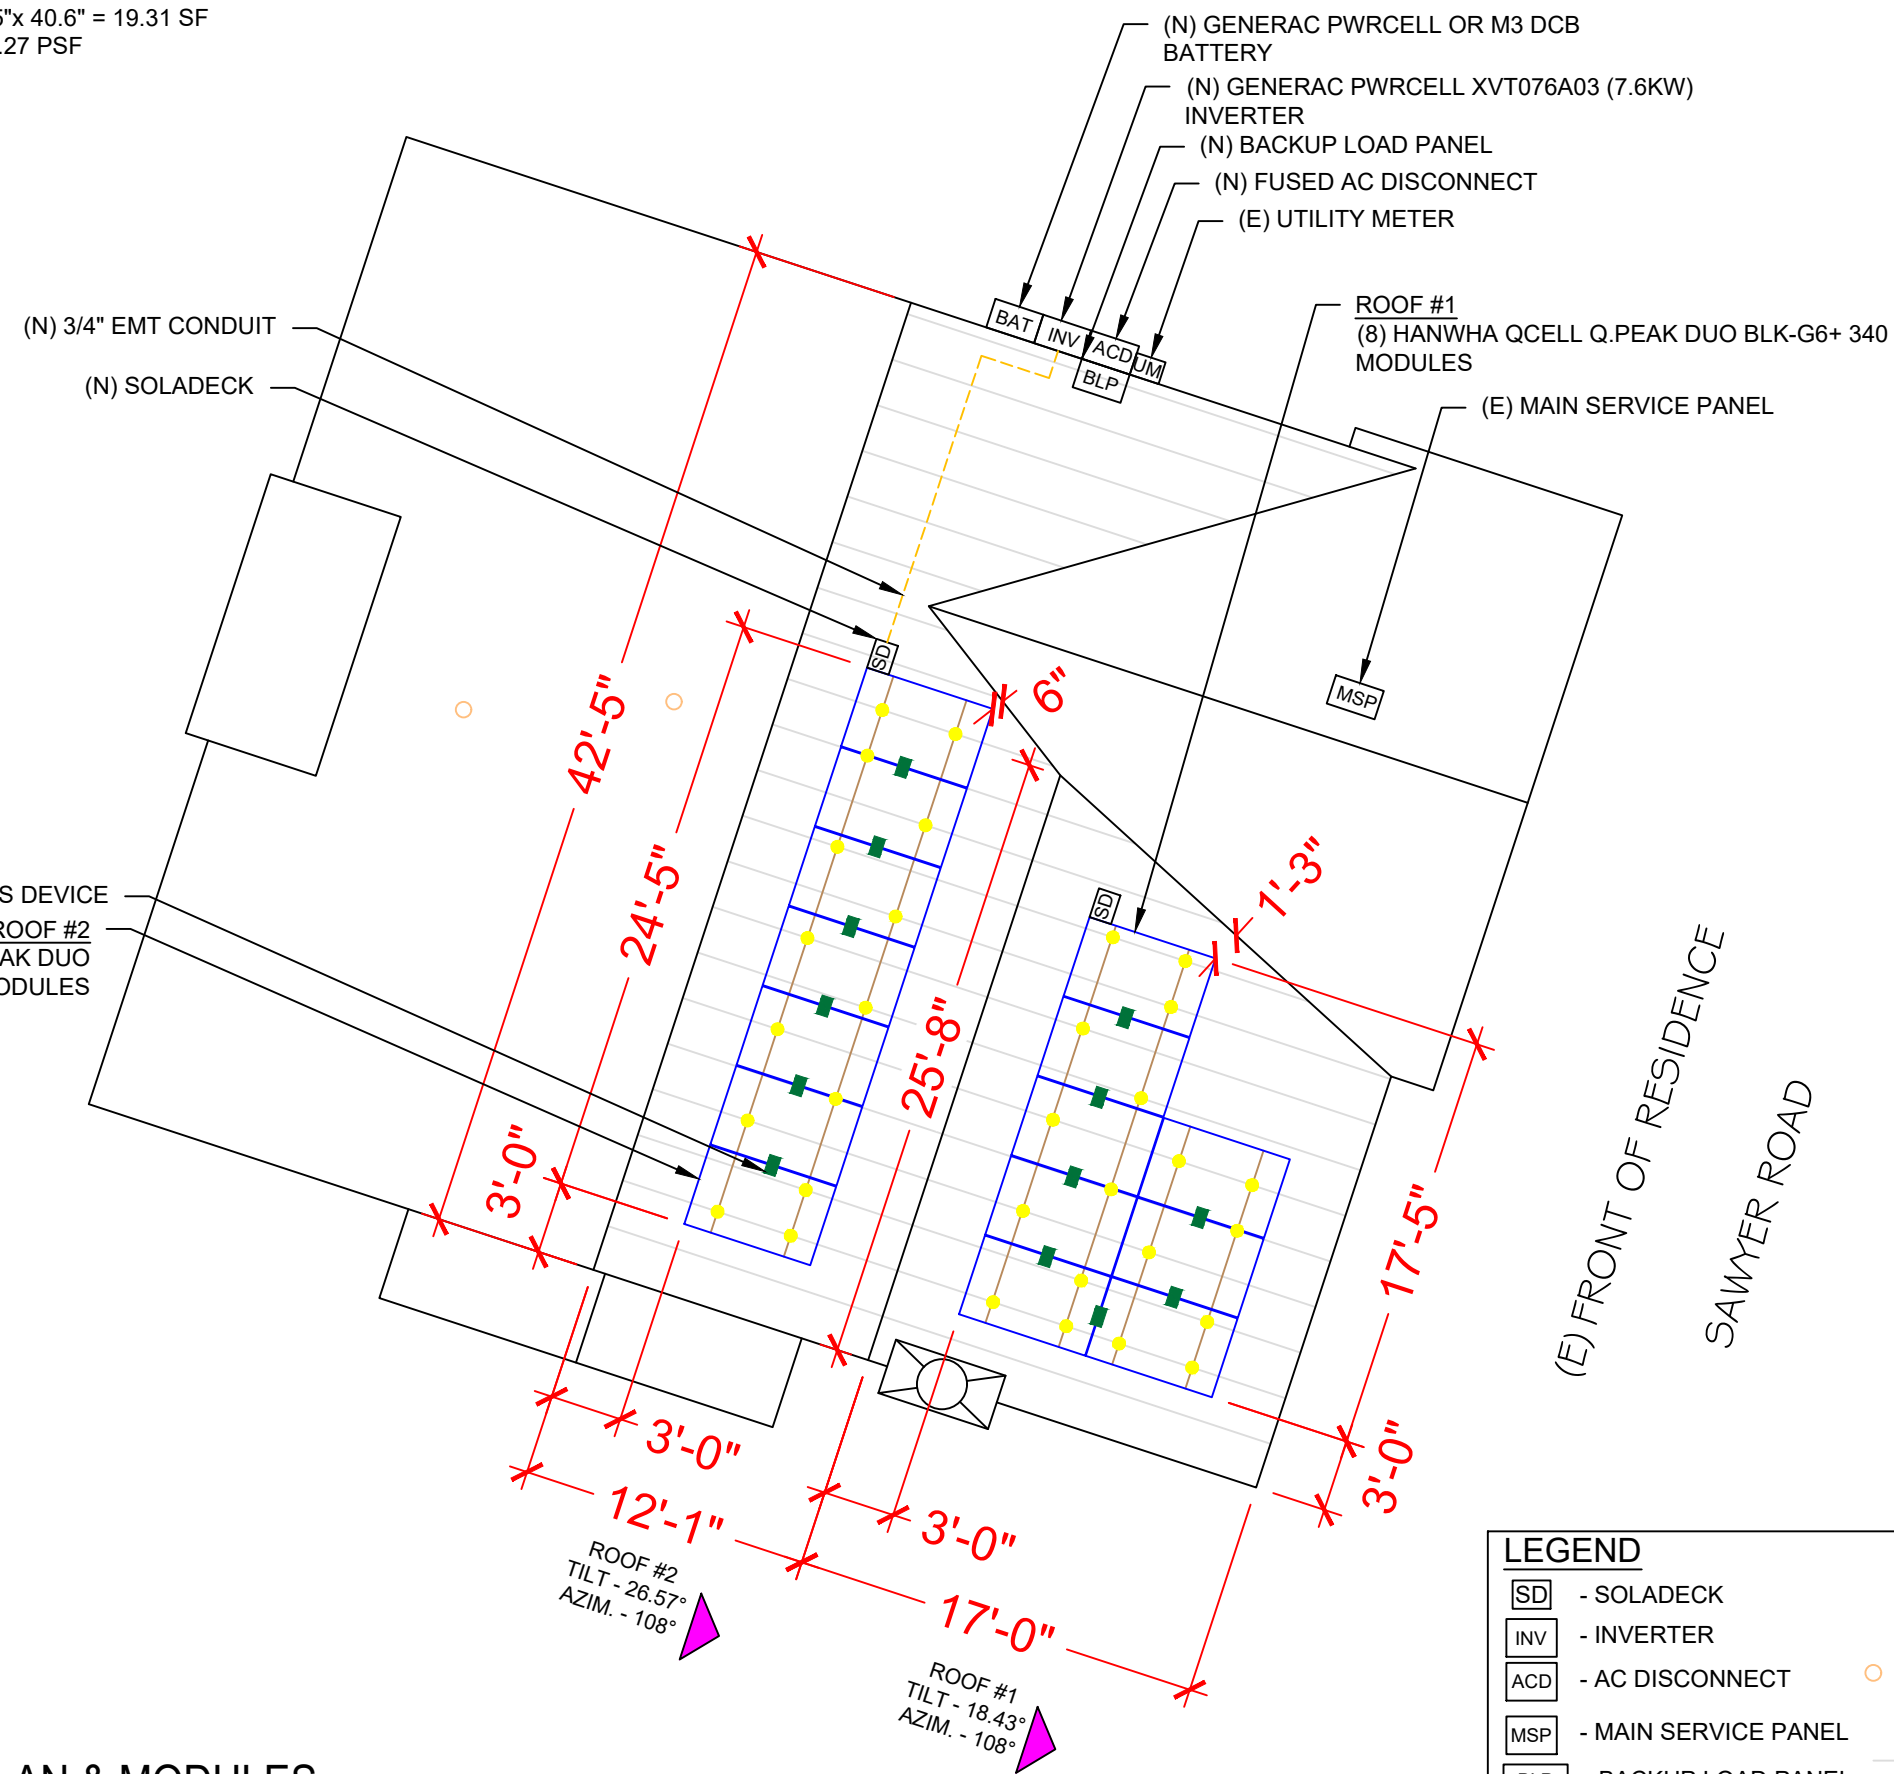 5"x 40.6" = 19.31 SF
.27 PSF
(N) GENERAC PWRCELL OR M3 DCB
BATTERY
(N) GENERAC PWRCELL XVT076A03 (7.6KW)
INVERTER
(N) BACKUP LOAD PANEL
(N) FUSED AC DISCONNECT
(E) UTILITY METER
ROOF #1
(8) HANWHA QCELL Q.PEAK DUO BLK-G6+ 340
MODULES
(E) MAIN SERVICE PANEL
(N) 3/4" EMT CONDUIT
(N) SOLADECK
BAT
INV
ACD
UM
BLP
MSP
SD
SD
6"
42'-5"
24'-5"
25'-8"
1'-3"
S DEVICE
ROOF #2
AK DUO
ODULES
3'-0"
17'-5"
3'-0"
3'-0"
12'-1"
3'-0"
17'-0"
(E) FRONT OF RESIDENCE
SAWYER ROAD
ROOF #2
TILT - 26.57°
AZIM. - 108°
ROOF #1
TILT - 18.43°
AZIM. - 108°
LEGEND
SD - SOLADECK
INV - INVERTER
ACD - AC DISCONNECT
MSP - MAIN SERVICE PANEL
BACKUP LOAD PANEL
AN & MODULES